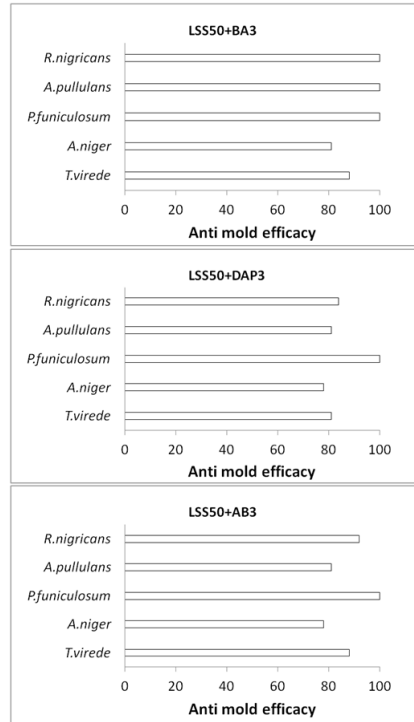 LSS50+BA3
R.nigricans
A.pullulans
P.funiculosum
A.niger
T.virede
0 20 40 60 80 100
Anti mold efficacy
LSS50+DAP3
R.nigricans
A.pullulans
P.funiculosum
A.niger
T.virede
0 20 40 60 80 100
Anti mold efficacy
LSS50+AB3
R.nigricans
A.pullulans
P.funiculosum
A.niger
T.virede
0 20 40 60 80 100
Anti mold efficacy